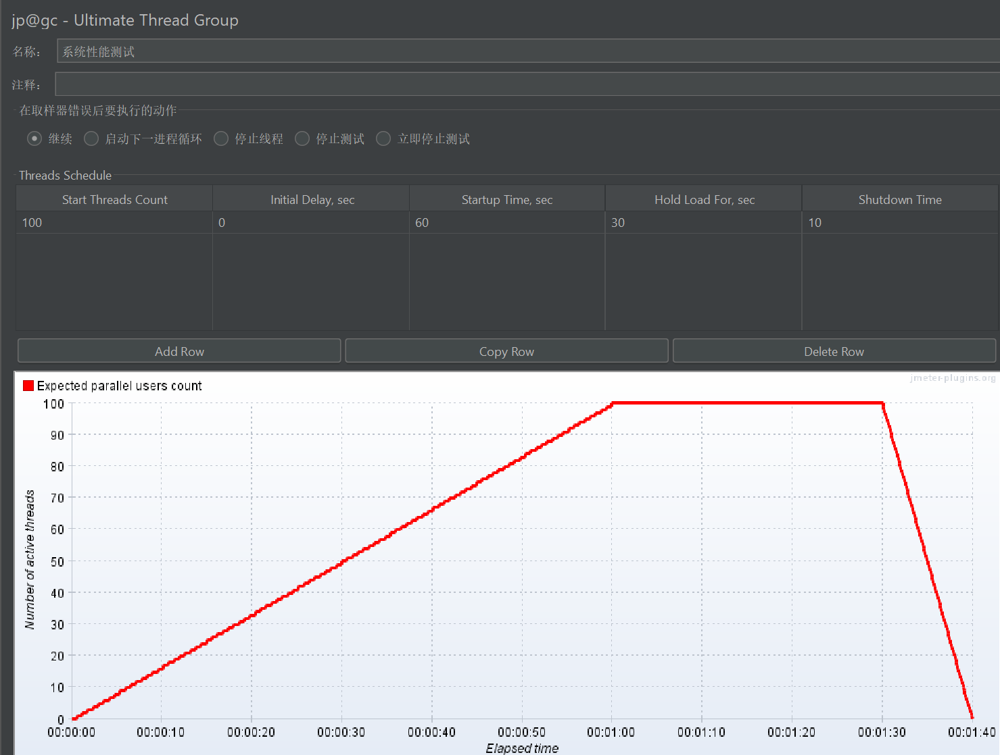 jp@gc - Ultimate Thread Group
名称： 系统性能测试
注释：
在取样器错误后要执行的动作
继续 启动下一进程循环 停止线程 停止测试 立即停止测试
Threads Schedule
Start Threads Count Initial Delay, sec Startup Time, sec Hold Load For, sec Shutdown Time
100 0 60 30 10
Add Row Copy Row Delete Row
jmeter-plugins.org
Expected parallel users count
100
90
80
70
60
50
40
30
20
10
0
Number of active threads
00:00:00 00:00:10 00:00:20 00:00:30 00:00:40 00:00:50 00:01:00 00:01:10 00:01:20 00:01:30 00:01:40
Elapsed time